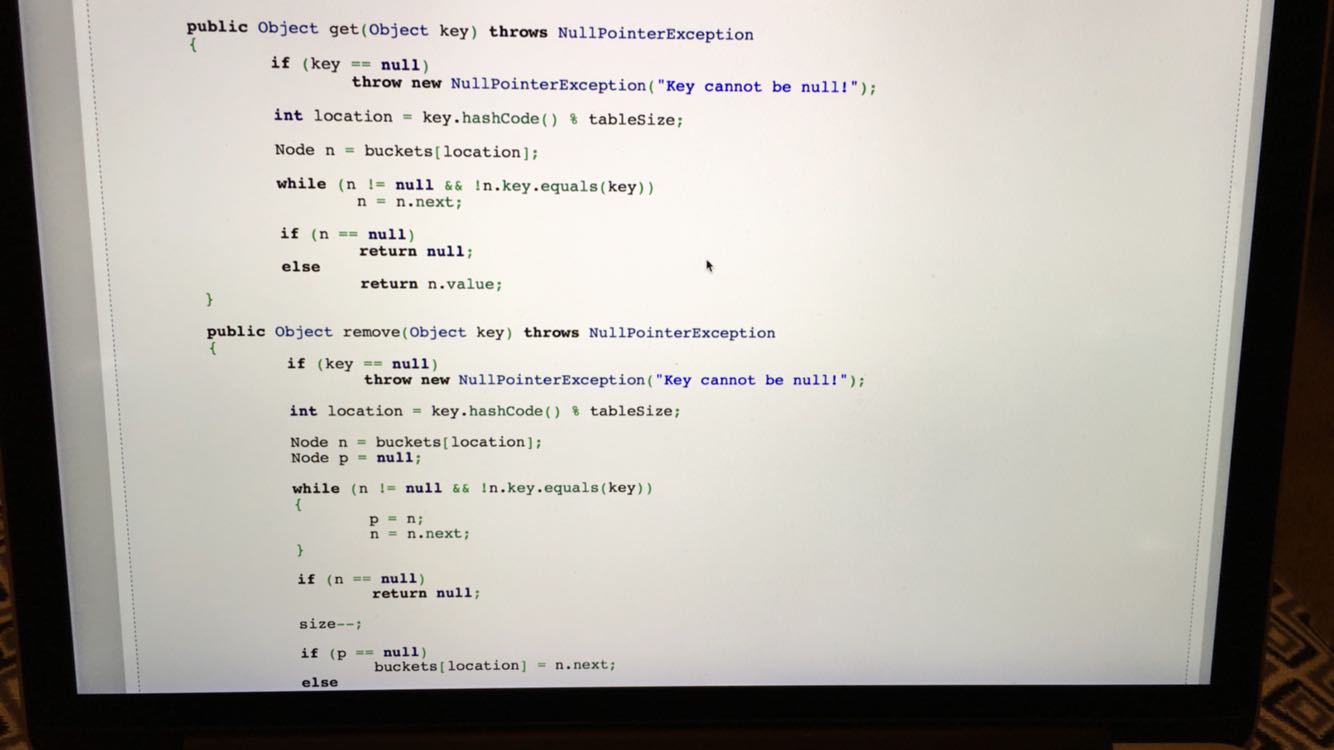 public Object get(Object key) throws NullPointerException
{
if (key == null)
throw new NullPointerException("Key cannot be null!");
int location = key.hashCode() % tableSize;
Node n = buckets[location];
while (n != null && !n.key.equals(key))
n = n.next;
if (n == null)
return null;
else
return n.value;
}
public Object remove(Object key) throws NullPointerException
{
if (key == null)
throw new NullPointerException("Key cannot be null!");
int location = key.hashCode() % tableSize;
Node n = buckets[location];
Node p = null;
while (n != null && !n.key.equals(key))
{
p = n;
n = n.next;
}
if (n == null)
return null;
size--;
if (p == null)
buckets[location] = n.next;
else